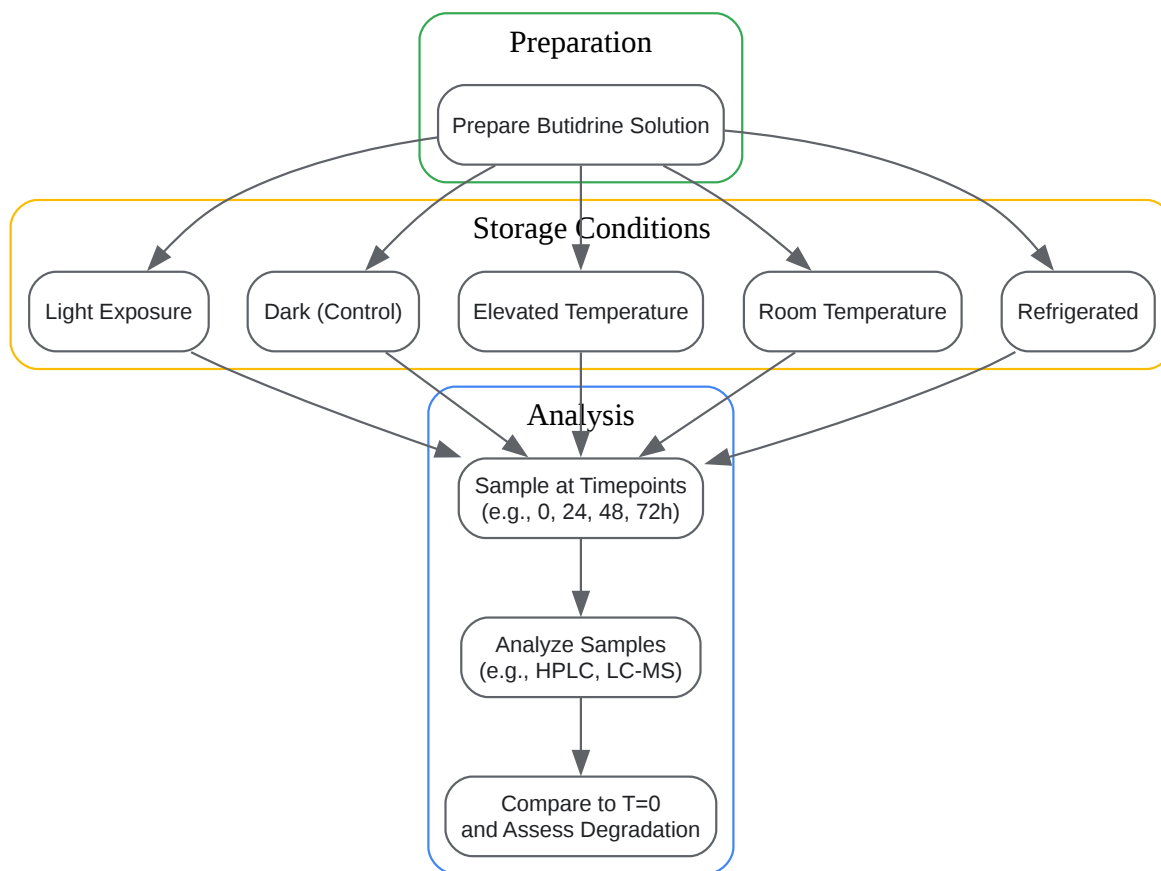 Preparation
Prepare Butidrine Solution
Storage Conditions
Light Exposure
Dark (Control)
Elevated Temperature
Room Temperature
Refrigerated
Analysis
Sample at Timepoints
(e.g., 0, 24, 48, 72h)
Analyze Samples
(e.g., HPLC, LC-MS)
Compare to T=0
and Assess Degradation